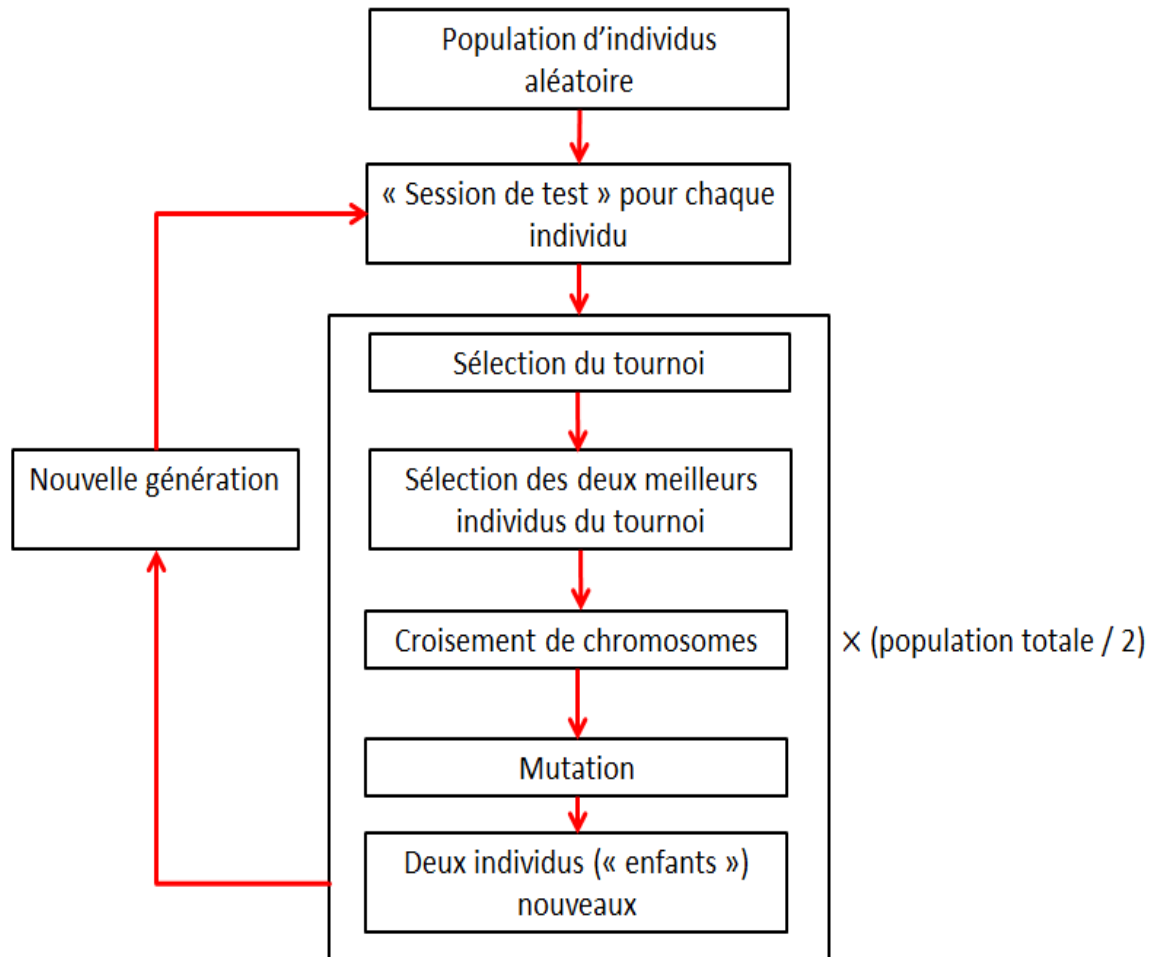 Population d’individus
aléatoire
« Session de test » pour chaque
individu
Sélection du tournoi
Nouvelle génération
Sélection des deux meilleurs
individus du tournoi
Croisement de chromosomes
× (population totale / 2)
Mutation
Deux individus (« enfants »)
nouveaux